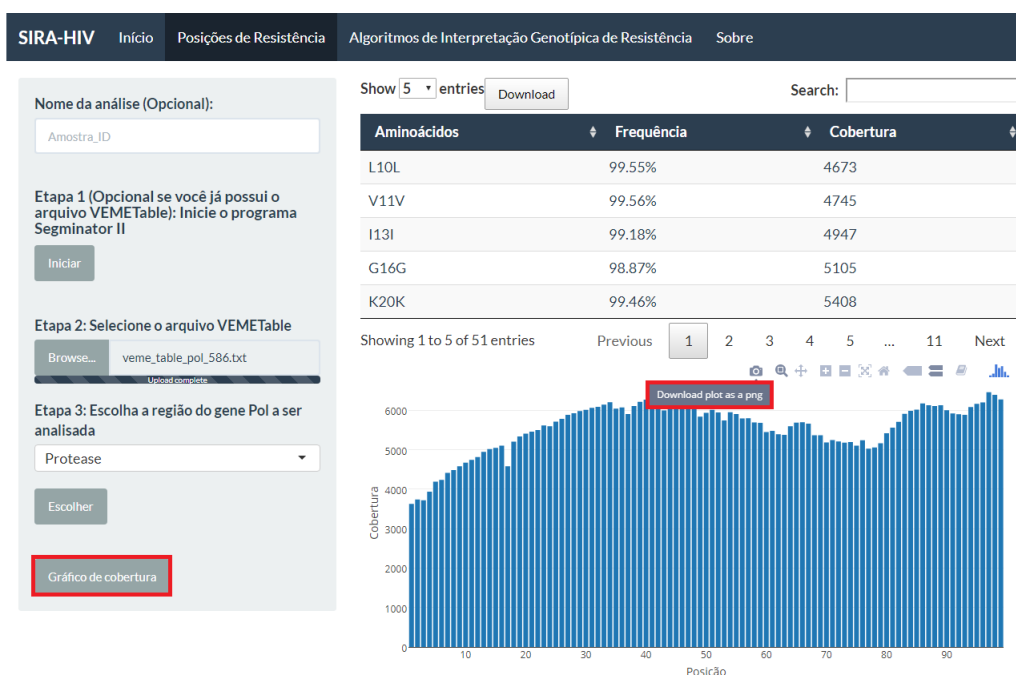 SIRA-HIV Início Posições de Resistência Algoritmos de Interpretação Genotípica de Resistência Sobre
Nome da análise (Opcional):
Amostra_ID
Etapa 1 (Opcional se você já possui o
arquivo VEMETable): Inicie o programa
Segminator II
Iniciar
Etapa 2: Selecione o arquivo VEMETable
Browse... veme_table_pol_586.txt
Upload complete
Etapa 3: Escolha a região do gene Pol a ser
analisada
Protease
Escolher
Gráfico de cobertura
Show 5 entries Download Search:
Aminoácidos Frequência Cobertura
L10L 99.55% 4673
V11V 99.56% 4745
I13I 99.18% 4947
G16G 98.87% 5105
K20K 99.46% 5408
Showing 1 to 5 of 51 entries Previous 1 2 3 4 5 ... 11 Next
Download plot as a png
6000
5000
4000
3000
2000
1000
0
Cobertura
10 20 30 40 50 60 70 80 90
Posição